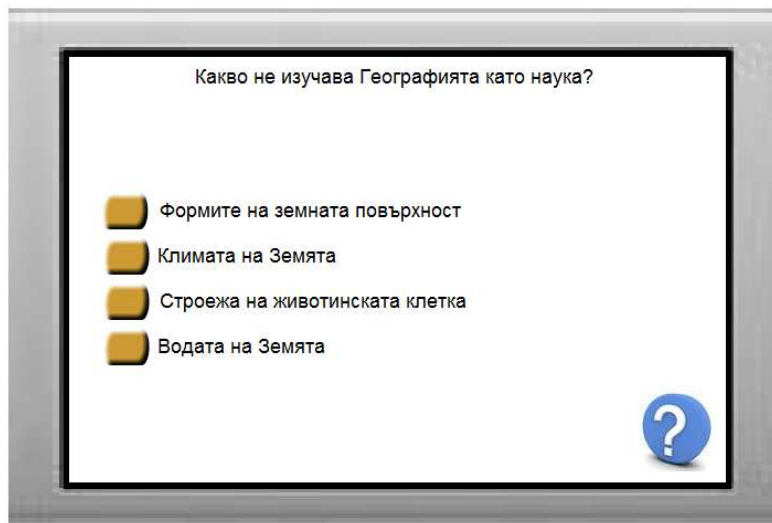 Какво не изучава Географията като наука?
Формите на земната повърхност
Климата на Земята
Строежа на животинската клетка
Водата на Земята
?